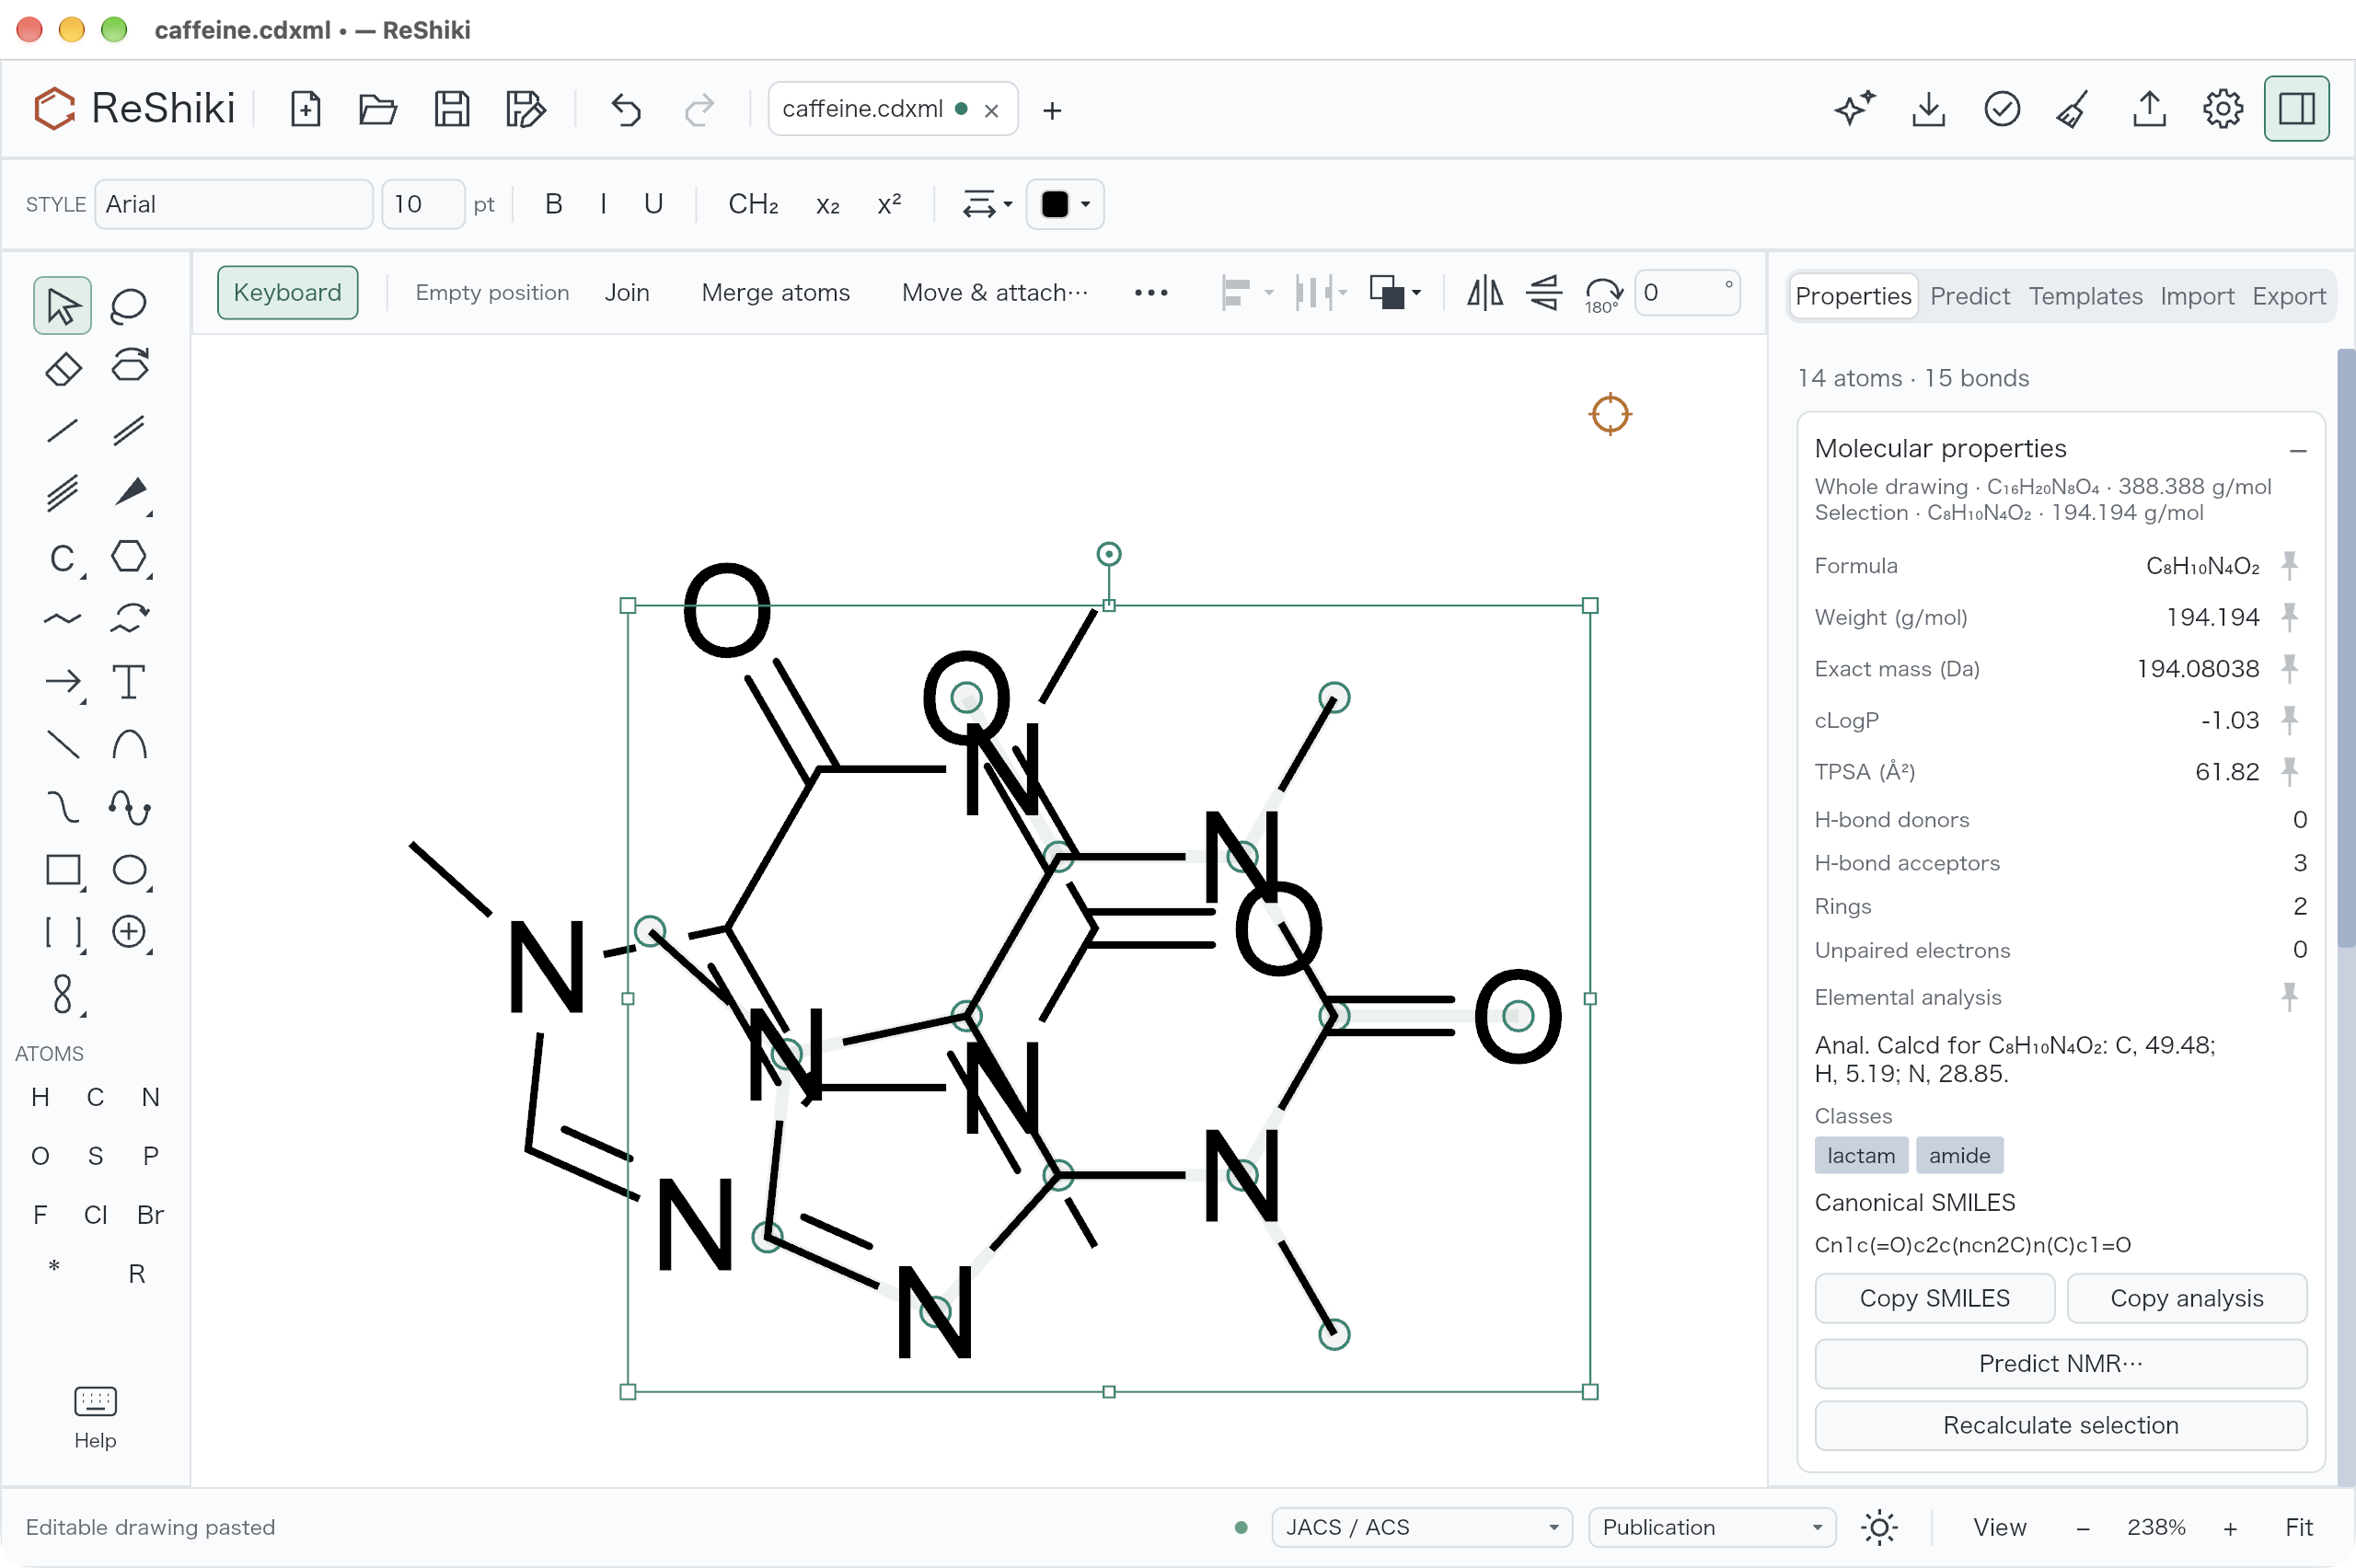 caffeine.cdxml • — ReShiki
ReShiki
caffeine.cdxml
STYLE Arial 10 pt B I U CH₂ x₂ x²
Keyboard Empty position Join Merge atoms Move & attach… 180° 0 °
Properties Predict Templates Import Export
14 atoms · 15 bonds
Molecular properties
Whole drawing · C₁₆H₂₀N₈O₄ · 388.388 g/mol
Selection · C₈H₁₀N₄O₂ · 194.194 g/mol
Formula C₈H₁₀N₄O₂
Weight (g/mol) 194.194
Exact mass (Da) 194.08038
cLogP -1.03
TPSA (Å²) 61.82
H-bond donors 0
H-bond acceptors 3
Rings 2
Unpaired electrons 0
Elemental analysis
Anal. Calcd for C₈H₁₀N₄O₂: C, 49.48;
H, 5.19; N, 28.85.
Classes
lactam amide
Canonical SMILES
Cn1c(=O)c2c(ncn2C)n(C)c1=O
Copy SMILES Copy analysis
Predict NMR…
Recalculate selection
C
T
[ ]
ATOMS
H C N
O S P
F Cl Br
* R
Help
O
O
N
N
O
N
O
N
N
N
N
N
Editable drawing pasted JACS / ACS Publication View − 238% + Fit